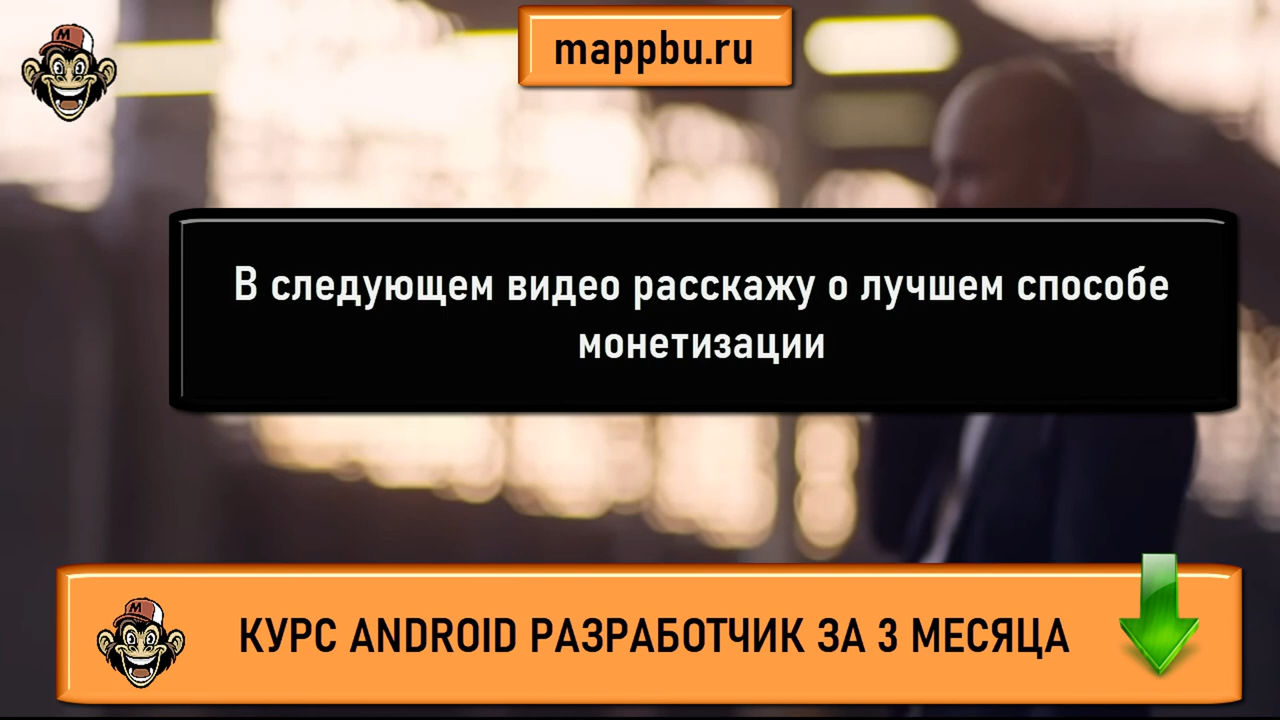 mappbu.ru
В следующем видео расскажу о лучшем способе
монетизации
КУРС ANDROID РАЗРАБОТЧИК ЗА 3 МЕСЯЦА